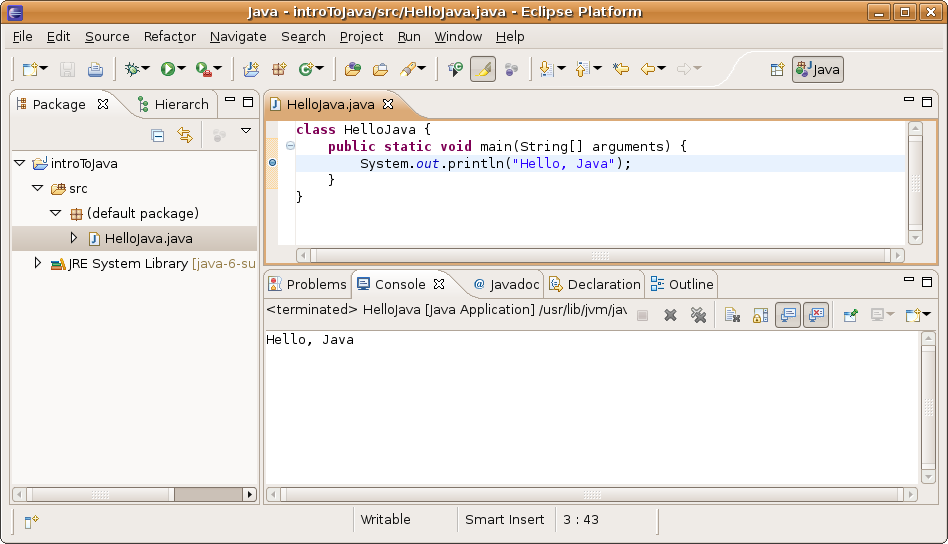 Java - introToJava/src/HelloJava.java - Eclipse Platform
File Edit Source Refactor Navigate Search Project Run Window Help
Java
Package Hierarch
introToJava
src
(default package)
HelloJava.java
JRE System Library [java-6-su
HelloJava.java
class HelloJava {
    public static void main(String[] arguments) {
        System.out.println("Hello, Java");
    }
}
Problems Console @ Javadoc Declaration Outline
<terminated> HelloJava [Java Application] /usr/lib/jvm/jav
Hello, Java
Writable Smart Insert 3 : 43